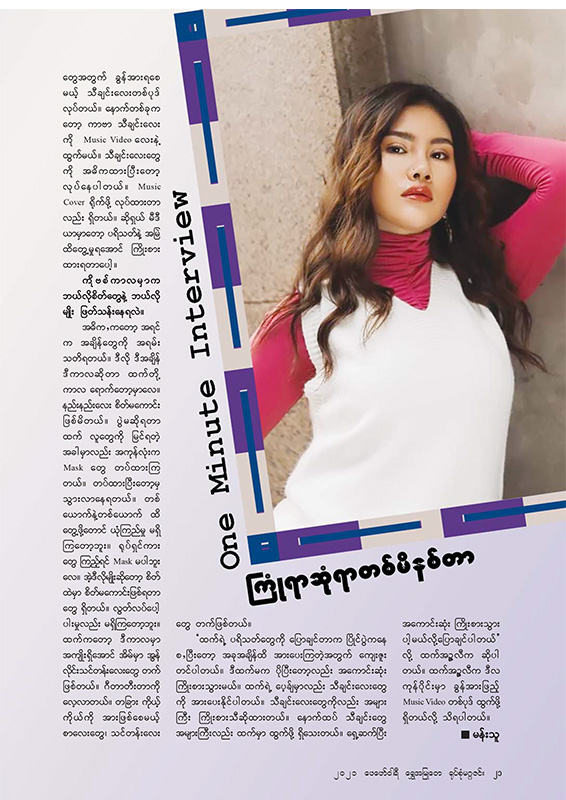 တွေအတွက် ခွန်အားရစေ
မယ့် သီချင်းလေးတစ်ပုဒ်
လုပ်တယ်။ နောက်တစ်ခုက
တော့ ကာဗာ သီချင်းလေး
ကို Music Video လေးနဲ့
ထွက်မယ်။ သီချင်းလေးတွေ
ကို အဓိကထားပြီးတော့
လုပ်နေပါတယ်။ Music
Cover ရိုက်ဖို့ လုပ်ထားတာ
လည်း ရှိတယ်။ ဆိုရှယ် မီဒီ
ယာမှာတော့ ပရိသတ်နဲ့ အမြဲ
ထိတွေ့မှုရအောင် ကြိုးစား
ထားရတာပေါ့။
ကိုဗစ်ကာလမှာက
ဘယ်လိုစိတ်တွေနဲ့ ဘယ်လို
မျိုး ဖြတ်သန်းနေရလဲ။
အဓိကကတော့ အရင်
က အချိန်တွေကို အရမ်း
သတိရတယ်။ ဒီလို ဒီအချိန်
ဒီကာလဆိုတာ ထက်တို့
ကာလ ရောက်တော့မှာလေ။
နည်းနည်းလေး စိတ်မကောင်း
ဖြစ်မိတယ်။ ပွဲမဆိုရတာ
ထက် လူတွေကို မြင်ရတဲ့
အခါမှာလည်း အကုန်လုံးက
Mask တွေ တပ်ထားကြ
တယ်။ တပ်ထားပြီးတော့မှ
သွားလာနေရတယ်။ တစ်
ယောက်နဲ့တစ်ယောက် ထိ
တွေ့ဖို့တောင် ယုံကြည်မှု မရှိ
ကြတော့ဘူး။ ရုပ်ရှင်ကား
တွေ ကြည့်ရင် Mask မပါဘူး
လေ။ အဲ့ဒီလိုမျိုးဆိုတော့ စိတ်
ထဲမှာ စိတ်မကောင်းဖြစ်ရတာ
တွေ ရှိတယ်။ လွတ်လပ်ပေါ့
ပါးမှုလည်း မရှိကြတော့ဘူး။
ထက်ကတော့ ဒီကာလမှာ
အကျိုးရှိအောင် အိမ်မှာ အွန်
လိုင်းသင်တန်းလေးတွေ တက်
ဖြစ်တယ်။ ဂီတာတီးတာကို
လေ့လာတယ်။ တခြား ကိုယ့်
ကိုယ်ကို အားဖြစ်စေမယ့်
စာလေးတွေ၊ သင်တန်းလေး
One Minute Interview
ကြုံရာဆုံရာတစ်မိနစ်တာ
တွေ တက်ဖြစ်တယ်။
"ထက်ရဲ့ ပရိသတ်တွေကို ပြောချင်တာက ပြိုင်ပွဲကနေ
စပြီးတော့ အခုအချိန်ထိ အားပေးကြတဲ့အတွက် ကျေးဇူး
တင်ပါတယ်။ ဒီထက်မက ပိုပြီးတော့လည်း အကောင်းဆုံး
ကြိုးစားသွားမယ်။ ထက်ရဲ့ ပေ့ချ်မှာလည်း သီချင်းလေးတွေ
ကို အားပေးနိုင်ပါတယ်။ သီချင်းလေးတွေကိုလည်း အများ
ကြီး ကြိုးစားသီဆိုထားတယ်။ နောက်ထပ် သီချင်းတွေ
အများကြီးလည်း ထက်မှာ ထွက်ဖို့ ရှိသေးတယ်။ ရှေ့ဆက်ပြီး
အကောင်းဆုံး ကြိုးစားသွား
ပါ့မယ်လို့ပြောချင်ပါတယ်"
လို့ ထက်အဉ္ဇလီက ဆိုပါ
တယ်။ ထက်အဉ္ဇလီက ဒီလ
ကုန်ပိုင်းမှာ ခွန်အားဖြည့်
Music Video တစ်ပုဒ် ထွက်ဖို့
ရှိတယ်လို့ သိရပါတယ်။
■ မန်းသူ
၂၀၂၁ ဖေဖော်ဝါရီ ရွှေအမြုတေ ရုပ်စုံမဂ္ဂဇင်း ၂၁